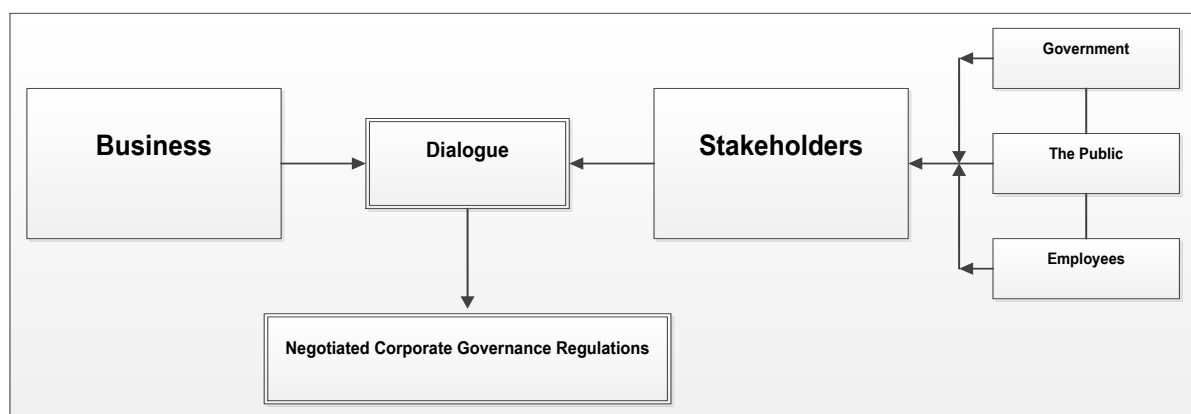 Government
Business
Dialogue
Stakeholders
The Public
Employees
Negotiated Corporate Governance Regulations